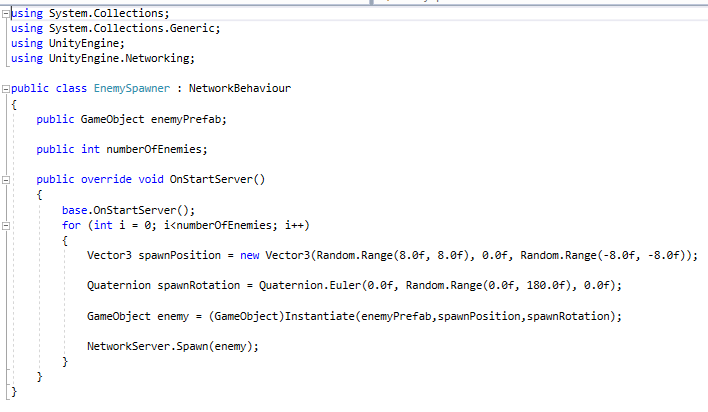 using System.Collections;
using System.Collections.Generic;
using UnityEngine;
using UnityEngine.Networking;

public class EnemySpawner : NetworkBehaviour
{
    public GameObject enemyPrefab;

    public int numberOfEnemies;

    public override void OnStartServer()
    {
        base.OnStartServer();
        for (int i = 0; i<numberOfEnemies; i++)
        {
            Vector3 spawnPosition = new Vector3(Random.Range(8.0f, 8.0f), 0.0f, Random.Range(-8.0f, -8.0f));

            Quaternion spawnRotation = Quaternion.Euler(0.0f, Random.Range(0.0f, 180.0f), 0.0f);

            GameObject enemy = (GameObject)Instantiate(enemyPrefab,spawnPosition,spawnRotation);

            NetworkServer.Spawn(enemy);
        }
    }
}